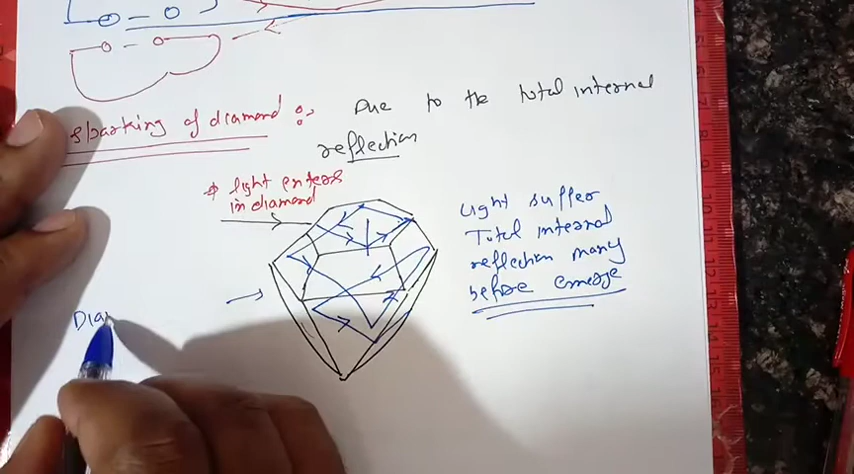 sparking of diamond :- Due to the total internal
reflection
* light enters
in diamond
Light suffer
Total internal
reflection many
before emerge
Dia